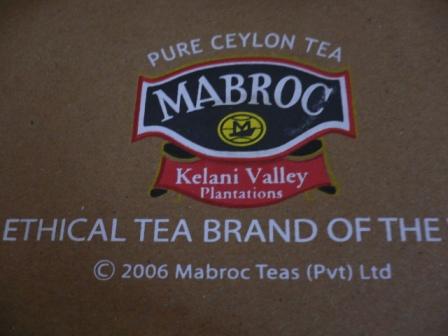 PURE CEYLON TEA
MABROC
Kelani Valley
Plantations
ETHICAL TEA BRAND OF THE
© 2006 Mabroc Teas (Pvt) Ltd